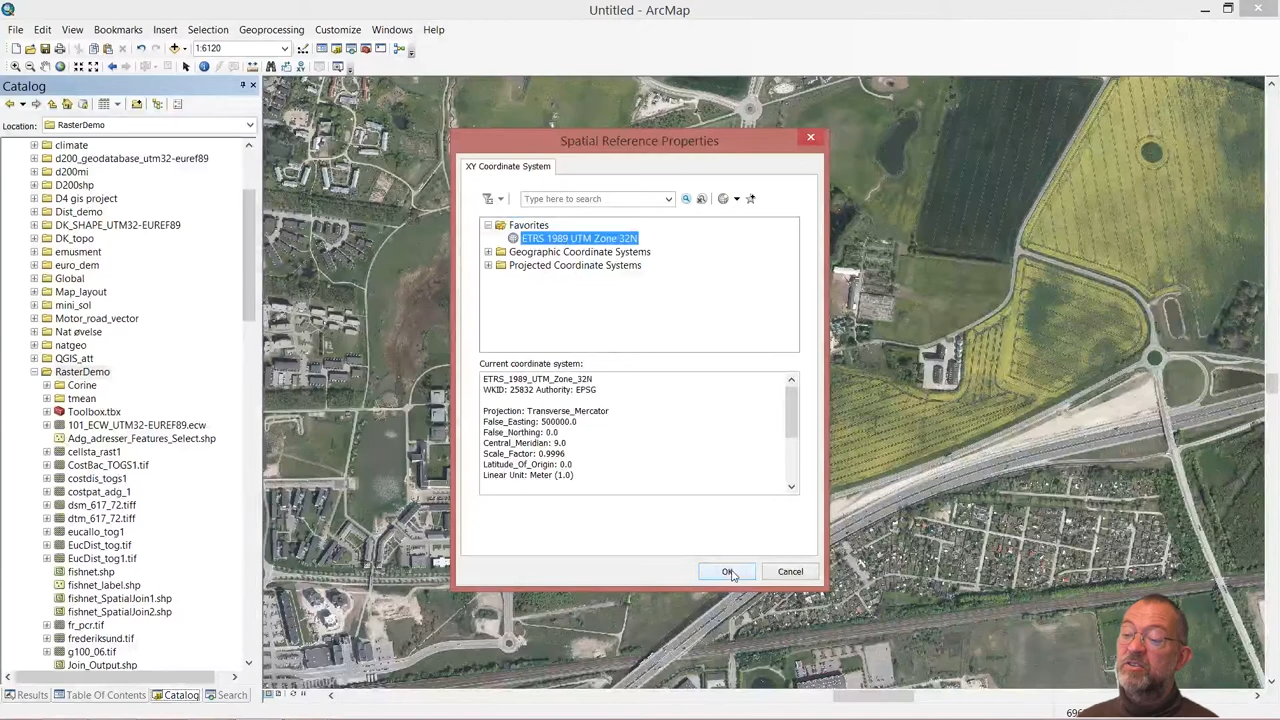 Untitled - ArcMap
File Edit View Bookmarks Insert Selection Geoprocessing Customize Windows Help
1:6120
Catalog
Location: RasterDemo
climate
d200_geodatabase_utm32-euref89
d200mi
D200shp
D4 gis project
Dist_demo
DK_SHAPE_UTM32-EUREF89
DK_topo
emusment
euro_dem
Global
Map_layout
mini_sol
Motor_road_vector
Nat øvelse
natgeo
QGIS_att
RasterDemo
Corine
tmean
Toolbox.tbx
101_ECW_UTM32-EUREF89.ecw
Adg_adresser_Features_Select.shp
cellsta_rast1
CostBac_TOGS1.tif
costdis_togs1
costpat_adg_1
dsm_617_72.tiff
dtm_617_72.tiff
eucallo_tog1
EucDist_tog.tif
EucDist_tog1.tif
fishnet.shp
fishnet_label.shp
fishnet_SpatialJoin1.shp
fishnet_SpatialJoin2.shp
fr_pcr.tif
frederiksund.tif
g100_06.tif
Join_Output.shp
Results Table Of Contents Catalog Search
Spatial Reference Properties
XY Coordinate System
Type here to search
Favorites
ETRS 1989 UTM Zone 32N
Geographic Coordinate Systems
Projected Coordinate Systems
Current coordinate system:
ETRS_1989_UTM_Zone_32N
WKID: 25832 Authority: EPSG
Projection: Transverse_Mercator
False_Easting: 500000.0
False_Northing: 0.0
Central_Meridian: 9.0
Scale_Factor: 0.9996
Latitude_Of_Origin: 0.0
Linear Unit: Meter (1.0)
OK Cancel